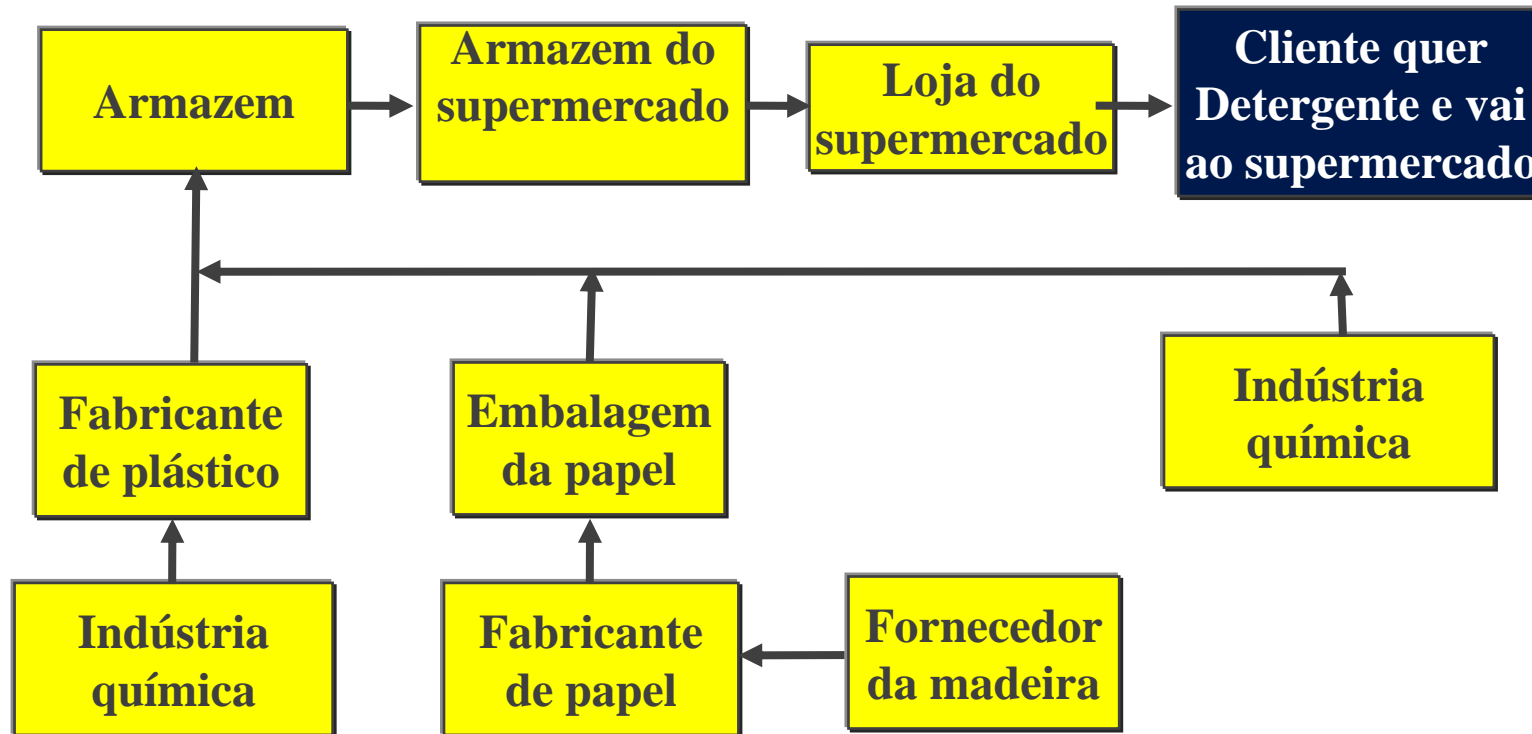 Armazem
Armazem do
supermercado
Loja do
supermercado
Cliente quer
Detergente e vai
ao supermercado
Fabricante
de plástico
Embalagem
da papel
Indústria
química
Indústria
química
Fabricante
de papel
Fornecedor
da madeira